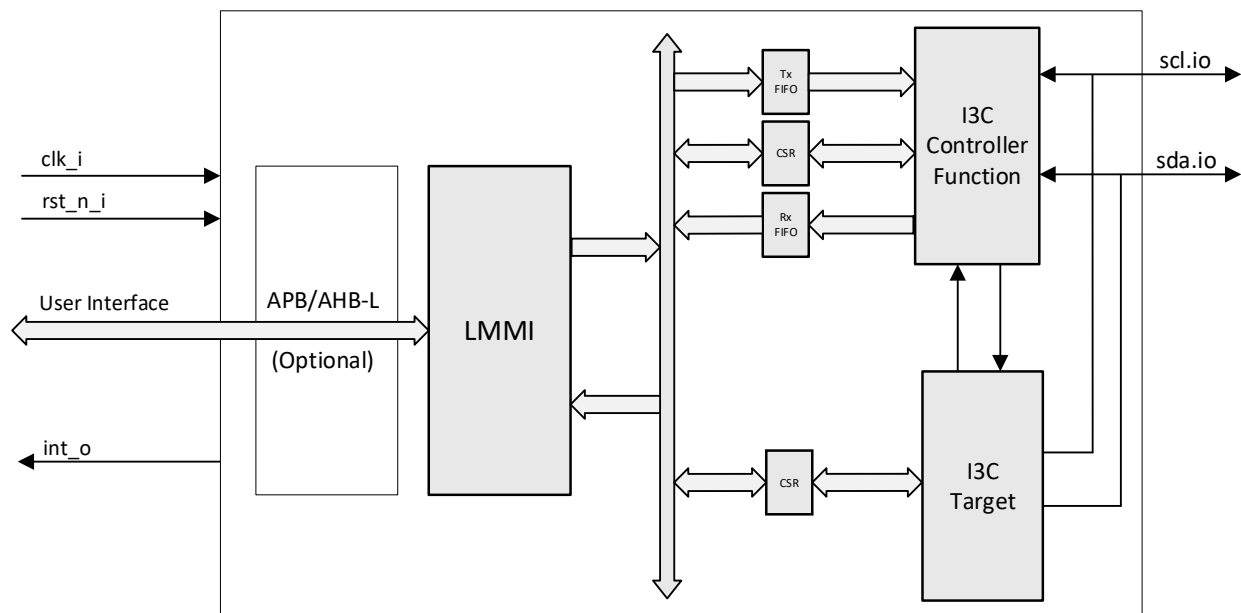 clk_i
rst_n_i
User Interface
int_o
APB/AHB-L
(Optional)
LMMI
Tx
FIFO
CSR
Rx
FIFO
I3C
Controller
Function
scl.io
sda.io
CSR
I3C
Target